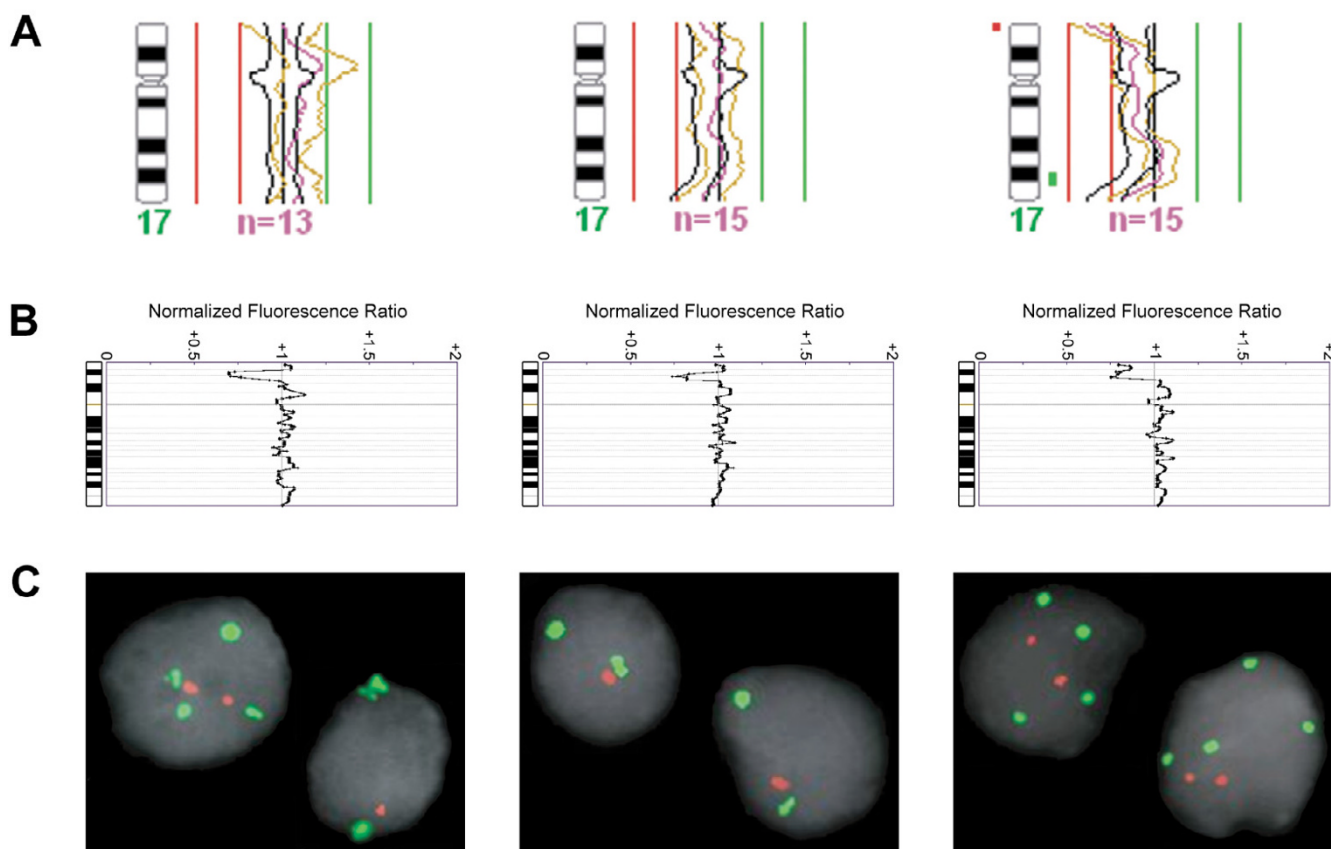 A
17 n=13
17 n=15
17 n=15
B
Normalized Fluorescence Ratio
0 +0.5 +1 +1.5 +2
Normalized Fluorescence Ratio
0 +0.5 +1 +1.5 +2
Normalized Fluorescence Ratio
0 +0.5 +1 +1.5 +2
C